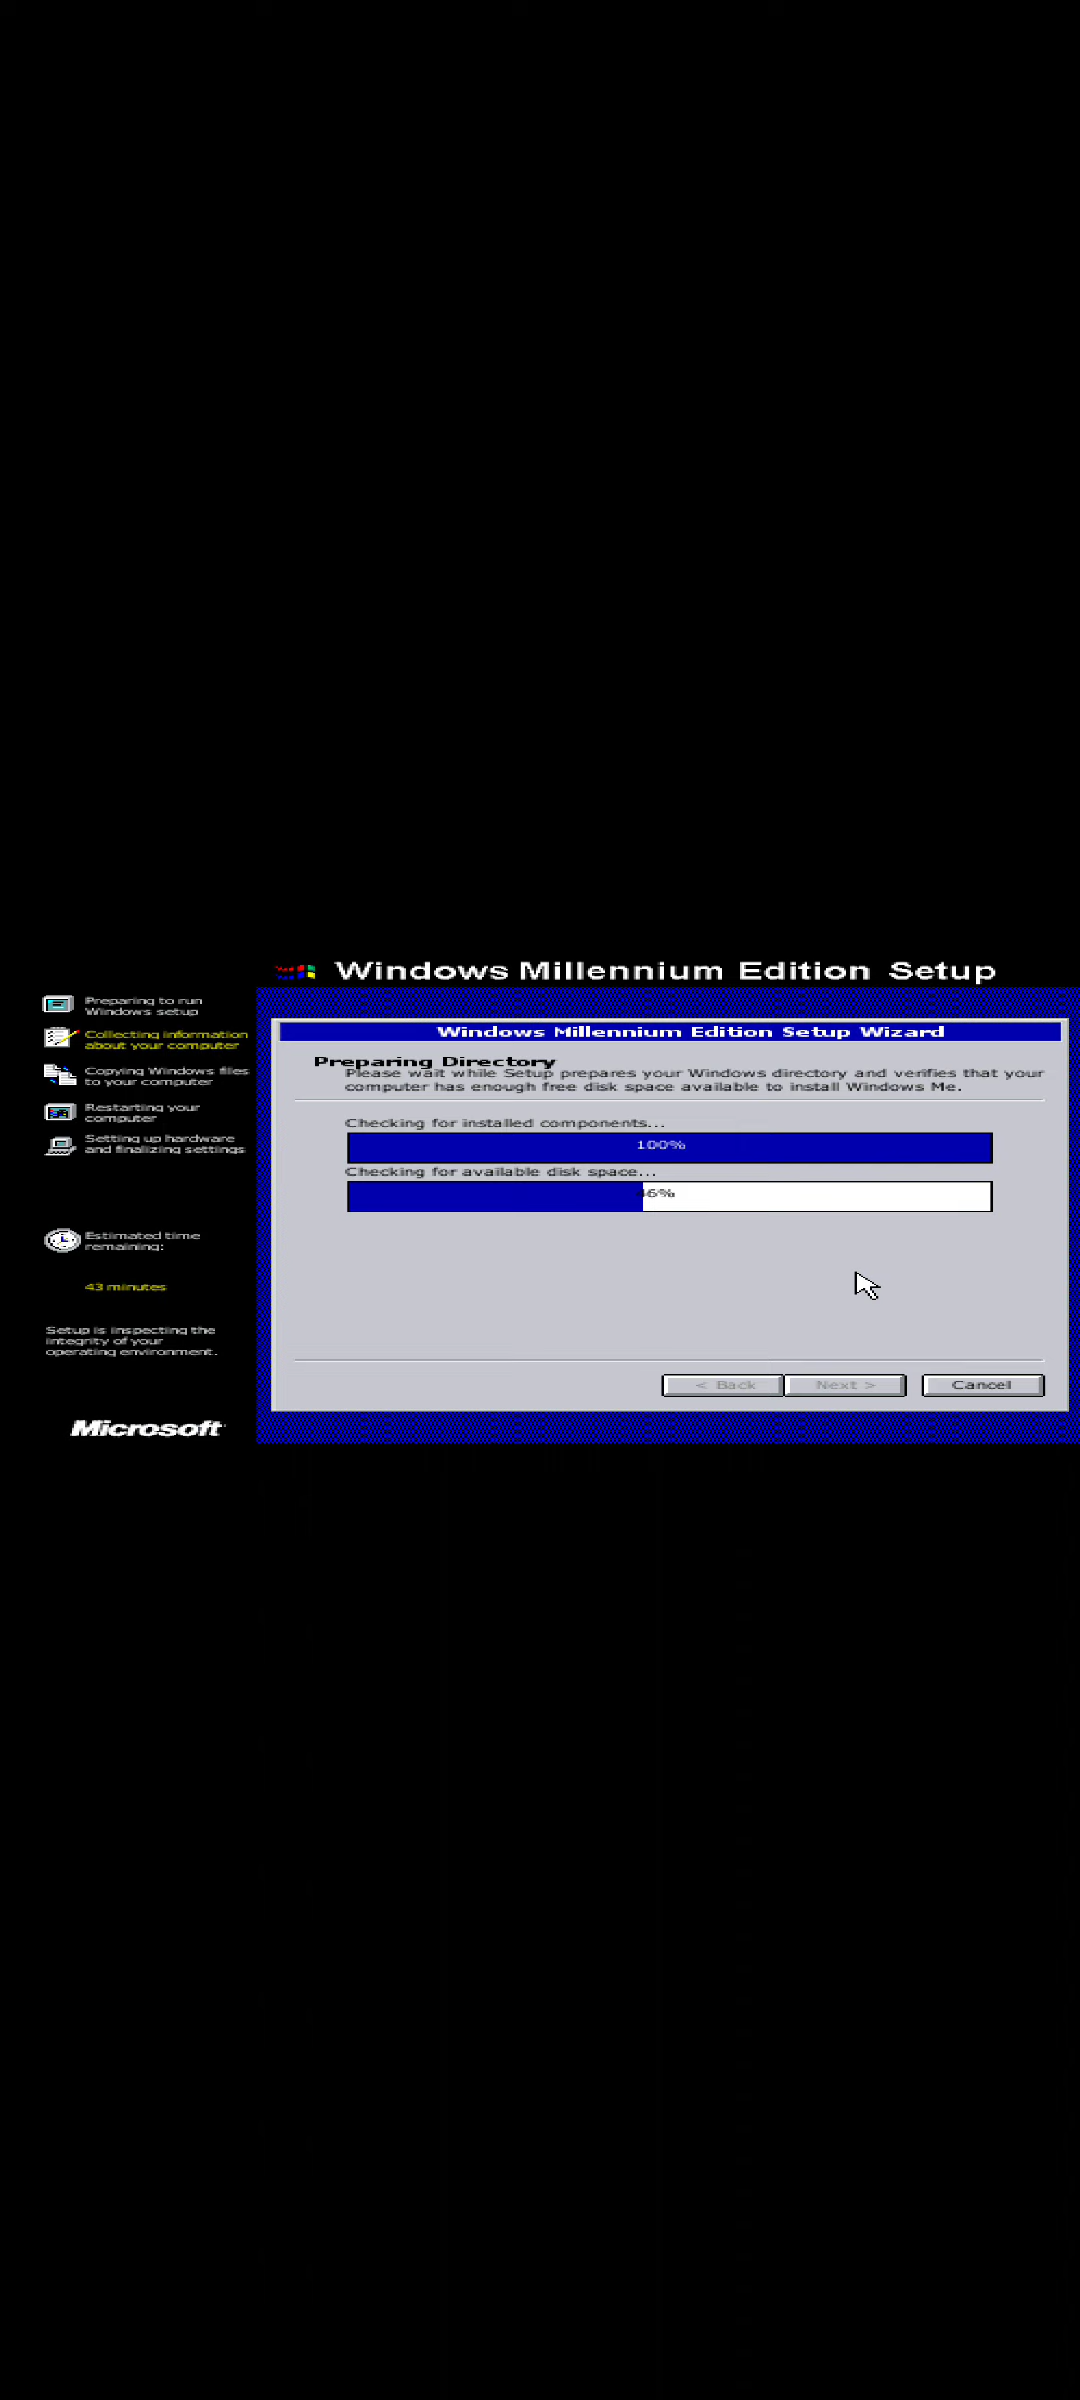 Windows Millennium Edition Setup
Preparing to run
Windows setup
Collecting information
about your computer
Copying Windows files
to your computer
Restarting your
computer
Setting up hardware
and finalizing settings
Estimated time
remaining:
43 minutes
Setup is inspecting the
integrity of your
operating environment.
Microsoft
Windows Millennium Edition Setup Wizard
Preparing Directory
Please wait while Setup prepares your Windows directory and verifies that your
computer has enough free disk space available to install Windows Me.
Checking for installed components...
100%
Checking for available disk space...
46%
< Back
Next >
Cancel